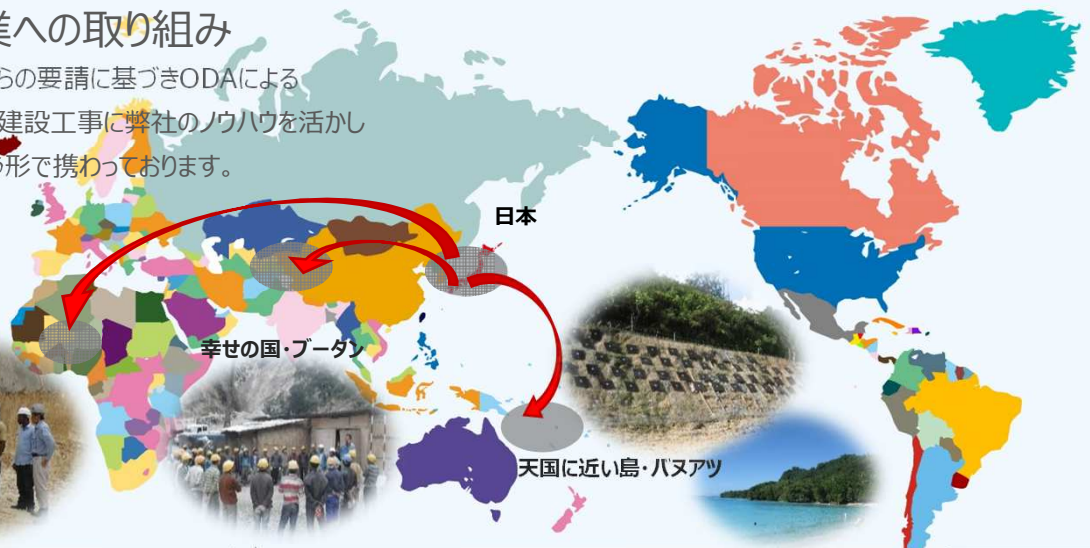 業への取り組み
らの要請に基づきODAによる
建設工事に弊社のノウハウを活かし
う形で携わっております。
日本
幸せの国・ブータン
天国に近い島・バヌアツ